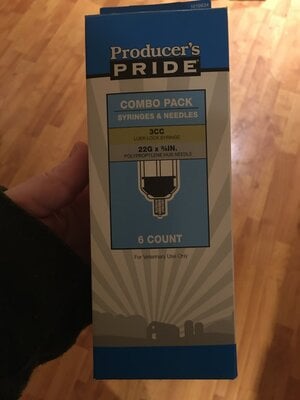 Producer's
PRIDE
COMBO PACK
SYRINGES & NEEDLES
3CC
LUER LOCK SYRINGE
22G x ¾IN.
POLYPROPYLENE HUB NEEDLE
6 COUNT
For Veterinary Use Only